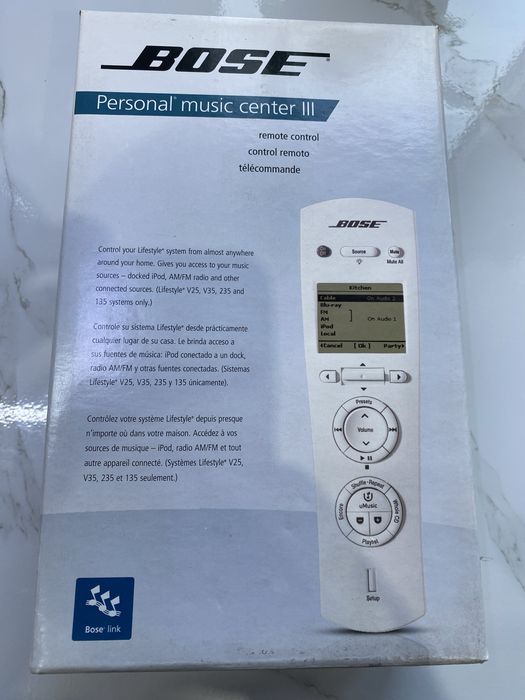 BOSE®
Personal® music center III
remote control
control remoto
télécommande
Control your Lifestyle® system from almost anywhere
around your home. Gives you access to your music
sources – docked iPod, AM/FM radio and other
connected sources. (Lifestyle® V25, V35, 235 and
135 systems only.)
Controle su sistema Lifestyle® desde prácticamente
cualquier lugar de su casa. Le brinda acceso a
sus fuentes de música: iPod conectado a un dock,
radio AM/FM y otras fuentes conectadas. (Sistemas
Lifestyle® V25, V35, 235 y 135 únicamente).
Contrôlez votre système Lifestyle® depuis presque
n'importe où dans votre maison. Accédez à vos
sources de musique – iPod, radio AM/FM et tout
autre appareil connecté. (Systèmes Lifestyle® V25,
V35, 235 et 135 seulement.)
BOSE
Source
Mute
Mute All
Kitchen
Cable On Audio 2
Blu-ray
FM
AM On Audio 1
iPod
Local
Cancel [ Ok ] Party
Presets
Volume
Shuffle · Repeat
Encore
uMusic
Whole CD
Playlist
Setup
Bose® link